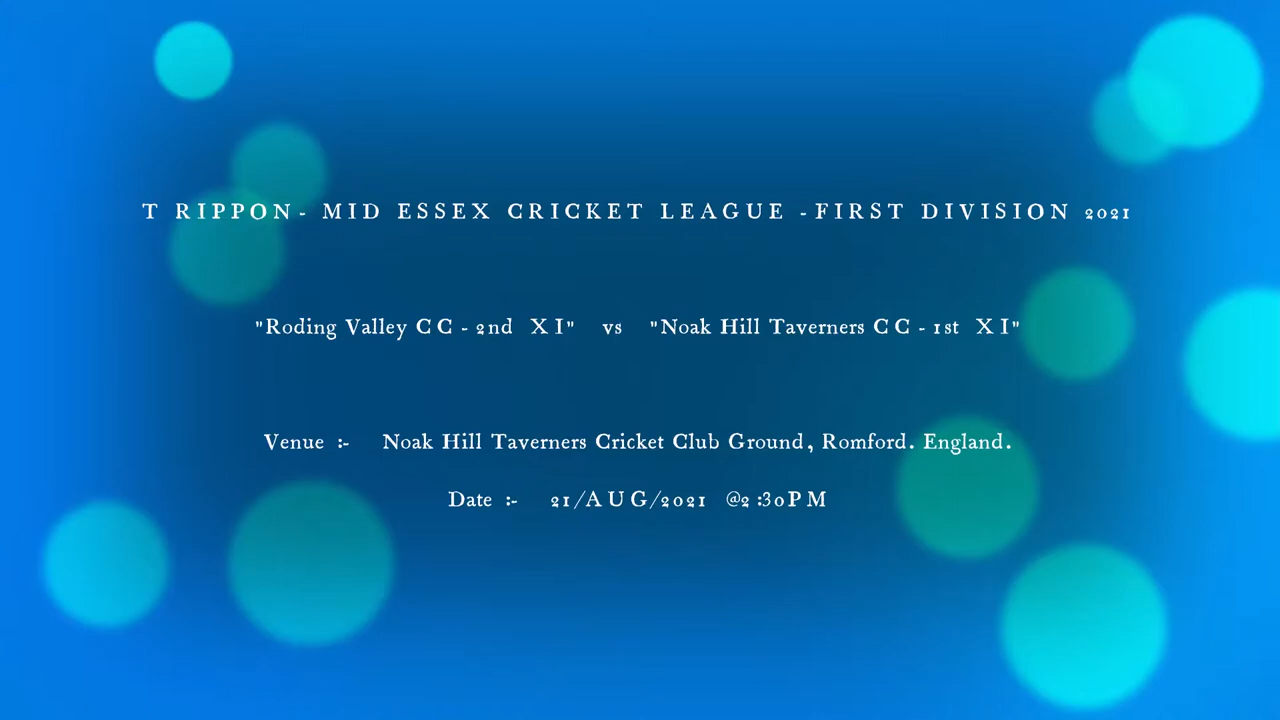 T RIPPON- MID ESSEX CRICKET LEAGUE -FIRST DIVISION 2021
"Roding Valley CC - 2nd XI" vs "Noak Hill Taverners CC - 1st XI"
Venue :- Noak Hill Taverners Cricket Club Ground, Romford. England.
Date :- 21/AUG/2021 @2:30PM